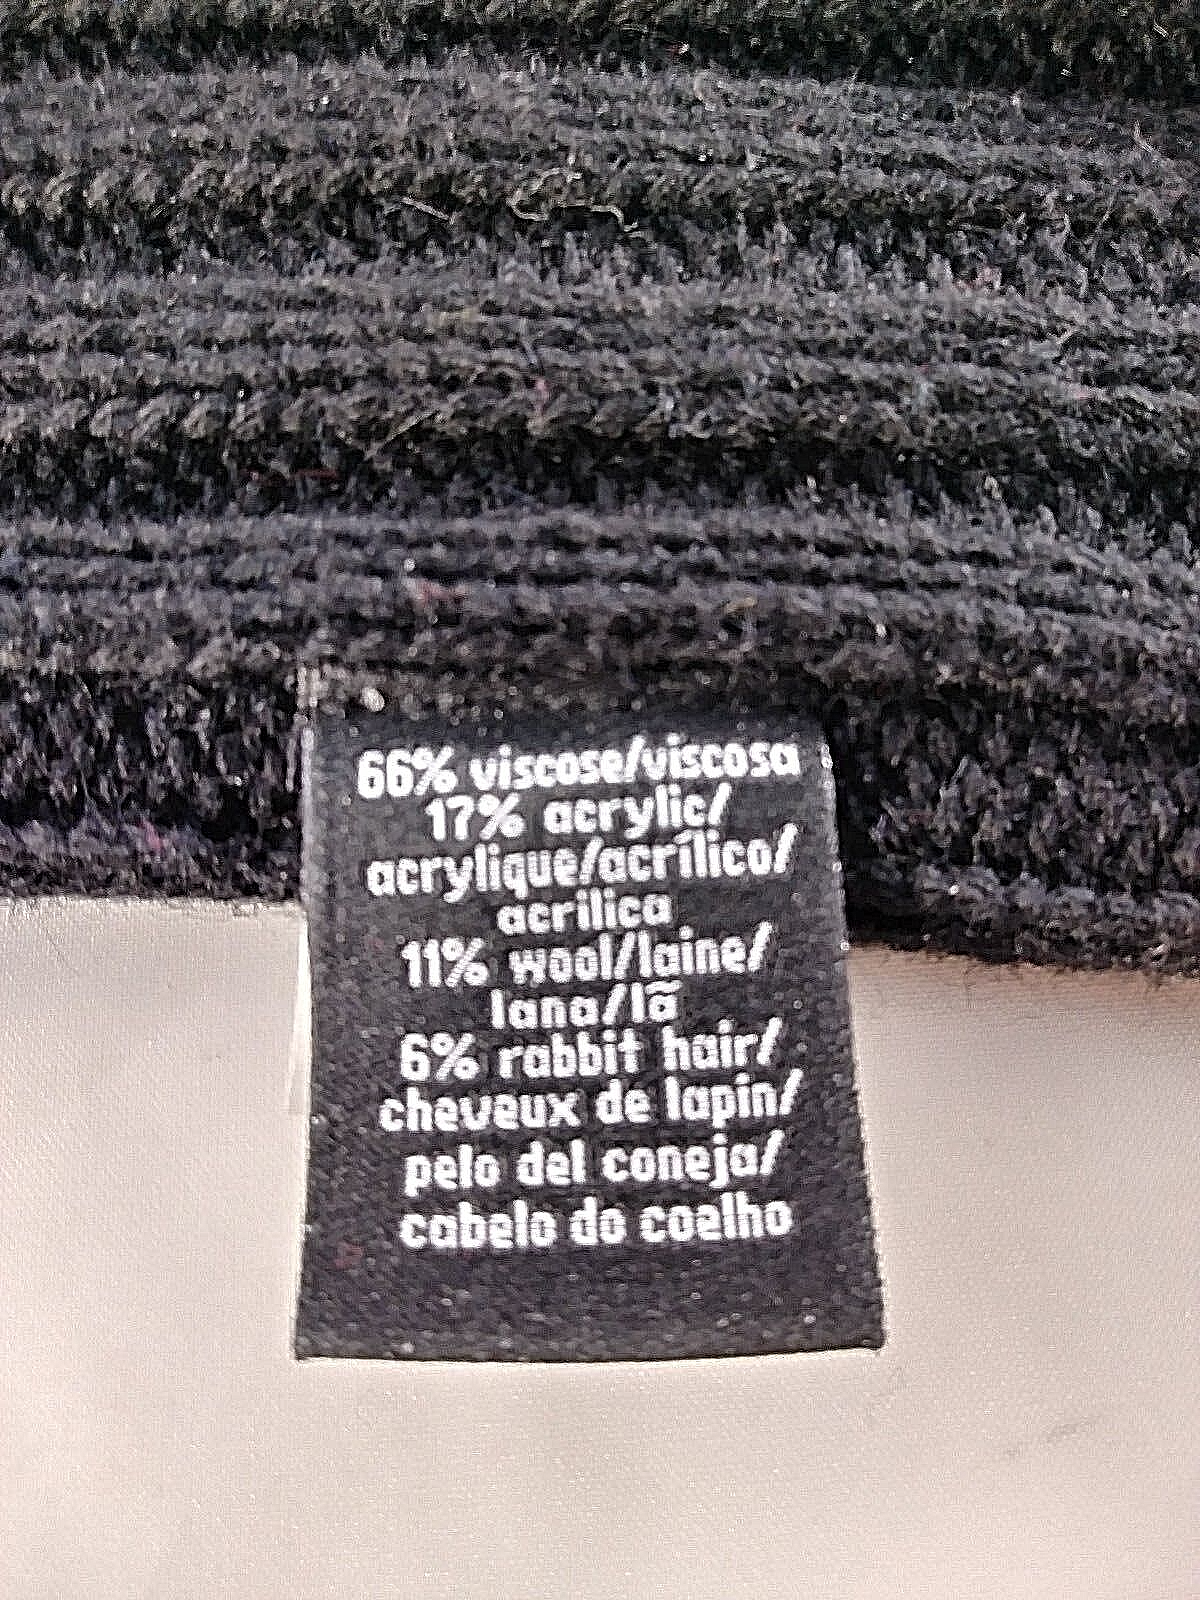 66% viscose/viscosa
17% acrylic/
acrylique/acrílico/
acrilica
11% wool/laine/
lana/lã
6% rabbit hair/
cheveux de lapin/
pelo del coneja/
cabelo do coelho